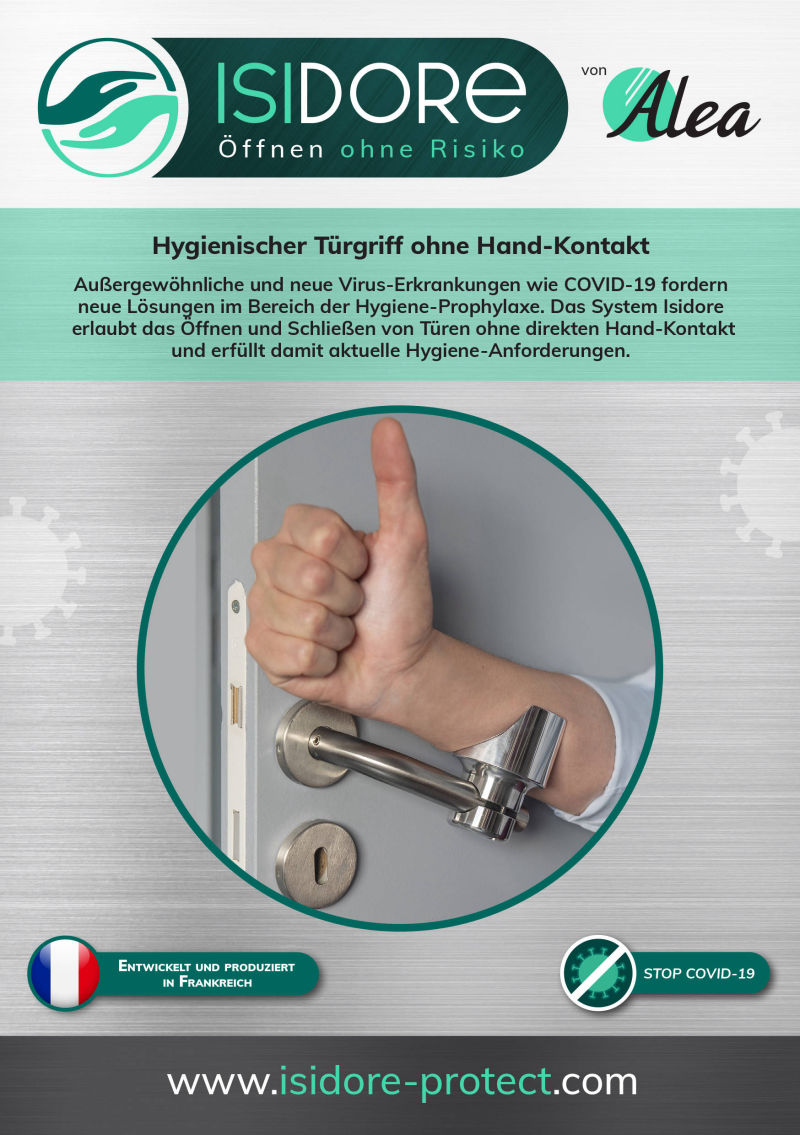 ISIDORE
Öffnen ohne Risiko
von
Alea
Hygienischer Türgriff ohne Hand-Kontakt
Außergewöhnliche und neue Virus-Erkrankungen wie COVID-19 fordern
neue Lösungen im Bereich der Hygiene-Prophylaxe. Das System Isidore
erlaubt das Öffnen und Schließen von Türen ohne direkten Hand-Kontakt
und erfüllt damit aktuelle Hygiene-Anforderungen.
Entwickelt und produziert
in Frankreich
STOP COVID-19
www.isidore-protect.com